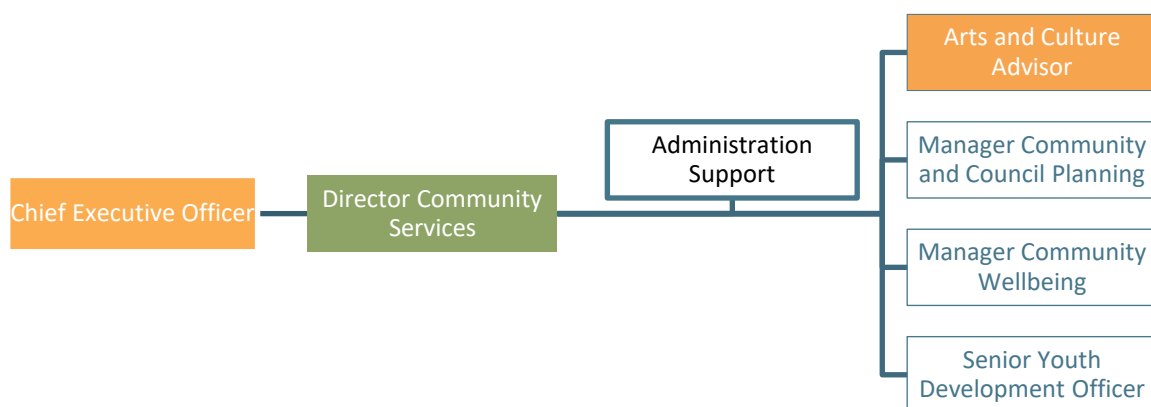 Chief Executive Officer
Director Community
Services
Administration
Support
Arts and Culture
Advisor
Manager Community
and Council Planning
Manager Community
Wellbeing
Senior Youth
Development Officer